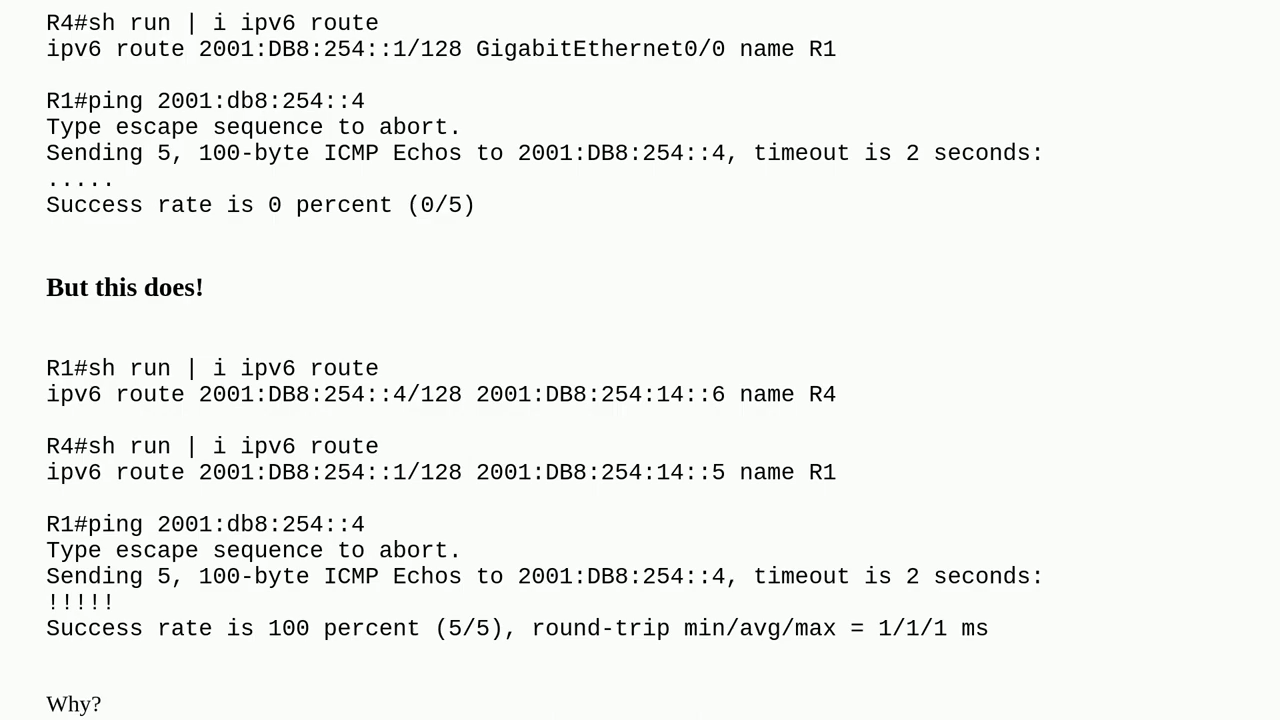 R4#sh run | i ipv6 route
ipv6 route 2001:DB8:254::1/128 GigabitEthernet0/0 name R1
R1#ping 2001:db8:254::4
Type escape sequence to abort.
Sending 5, 100-byte ICMP Echos to 2001:DB8:254::4, timeout is 2 seconds:
.....
Success rate is 0 percent (0/5)
But this does!
R1#sh run | i ipv6 route
ipv6 route 2001:DB8:254::4/128 2001:DB8:254:14::6 name R4
R4#sh run | i ipv6 route
ipv6 route 2001:DB8:254::1/128 2001:DB8:254:14::5 name R1
R1#ping 2001:db8:254::4
Type escape sequence to abort.
Sending 5, 100-byte ICMP Echos to 2001:DB8:254::4, timeout is 2 seconds:
!!!!!
Success rate is 100 percent (5/5), round-trip min/avg/max = 1/1/1 ms
Why?